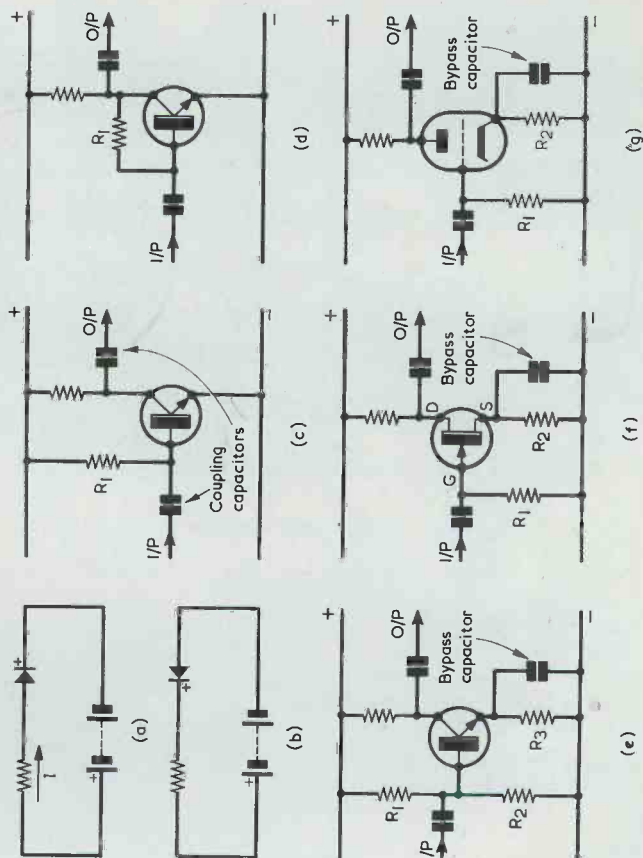 +
I
+
(a)
+
+
(b)
+
R1
O/P
I/P
Coupling
capacitors
−
(c)
+
O/P
R1
I/P
−
(d)
+
R1
O/P
/P
Bypass
capacitor
R2
R3
−
(e)
+
O/P
D
G
S
I/P
Bypass
capacitor
R1
R2
−
(f)
+
O/P
I/P
Bypass
capacitor
R1
R2
−
(g)